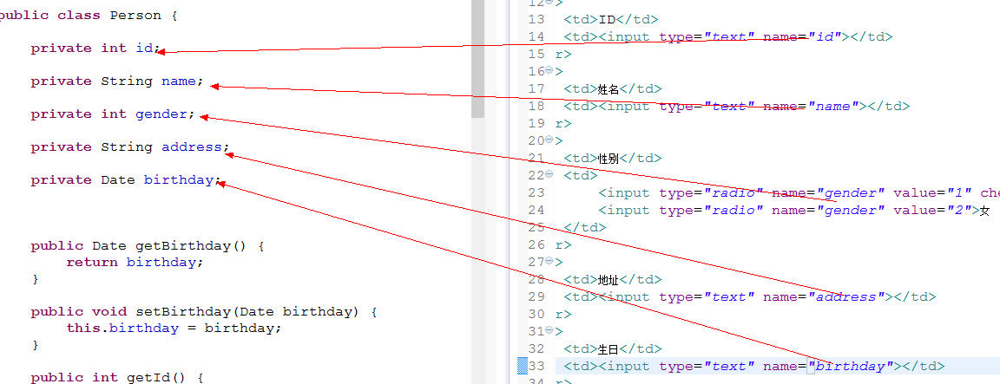 public class Person {
private int id;
private String name;
private int gender;
private String address;
private Date birthday;
public Date getBirthday() {
return birthday;
}
public void setBirthday(Date birthday) {
this.birthday = birthday;
}
public int getId() {
12 >
13 <td>ID</td>
14 <td><input type="text" name="id"></td>
15 r>
16 >
17 <td>姓名</td>
18 <td><input type="text" name="name"></td>
19 r>
20 >
21 <td>性别</td>
22 <td>
23 <input type="radio" name="gender" value="1" che
24 <input type="radio" name="gender" value="2">女
25 </td>
26 r>
27 >
28 <td>地址</td>
29 <td><input type="text" name="address"></td>
30 r>
31 >
32 <td>生日</td>
33 <td><input type="text" name="birthday"></td>
34 r>